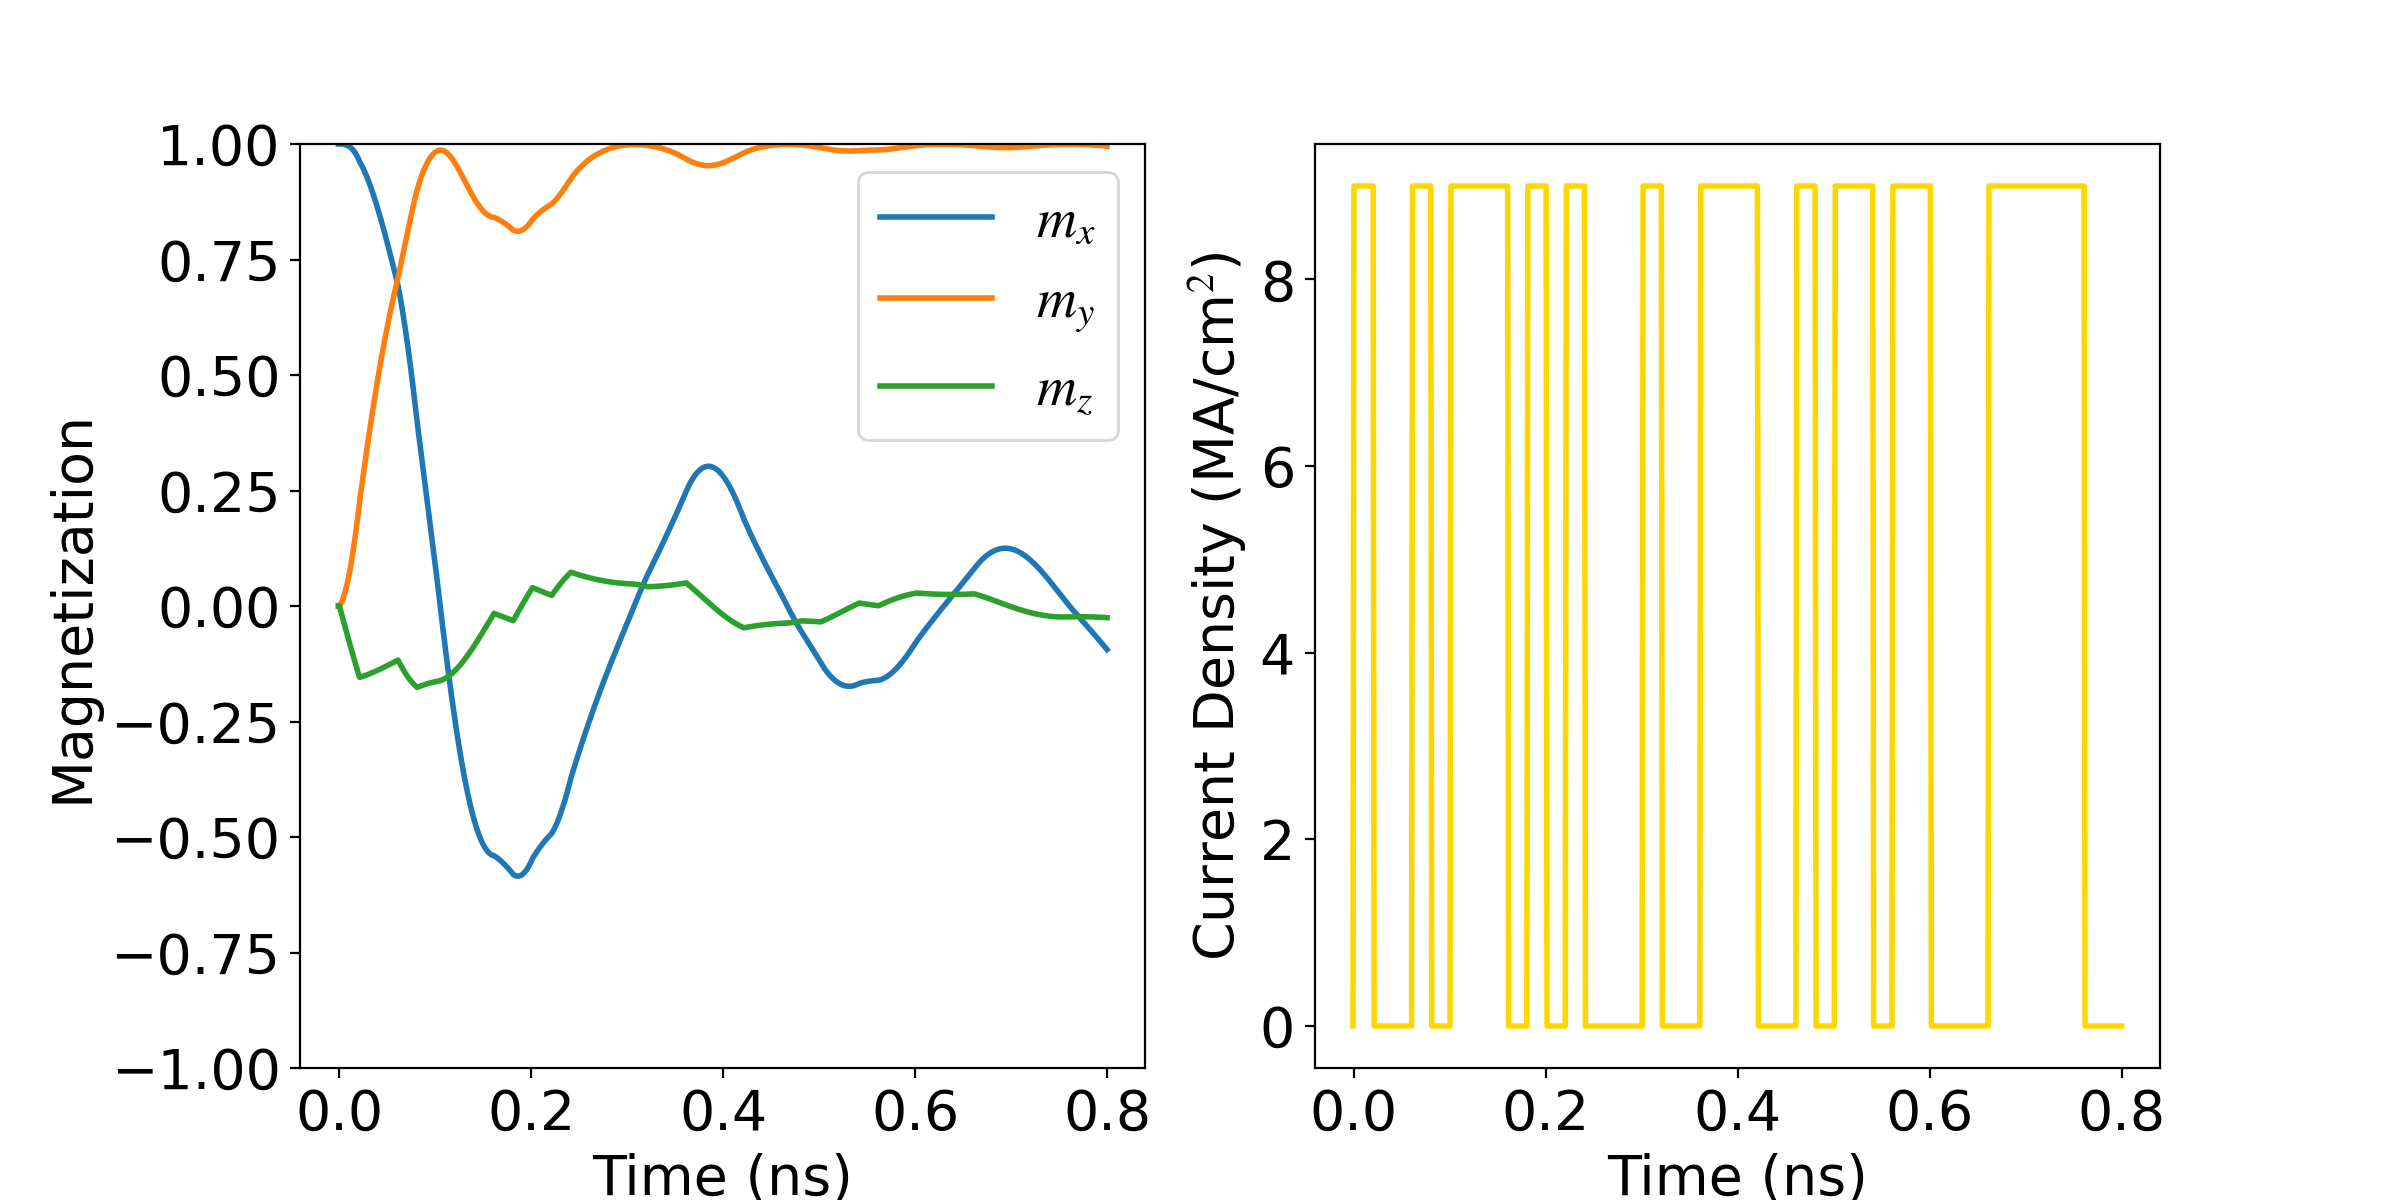 1.00
0.75
0.50
0.25
0.00
−0.25
−0.50
−0.75
−1.00
Magnetization
0.0 0.2 0.4 0.6 0.8
Time (ns)
m_x
m_y
m_z
8
6
4
2
0
Current Density (MA/cm²)
0.0 0.2 0.4 0.6 0.8
Time (ns)